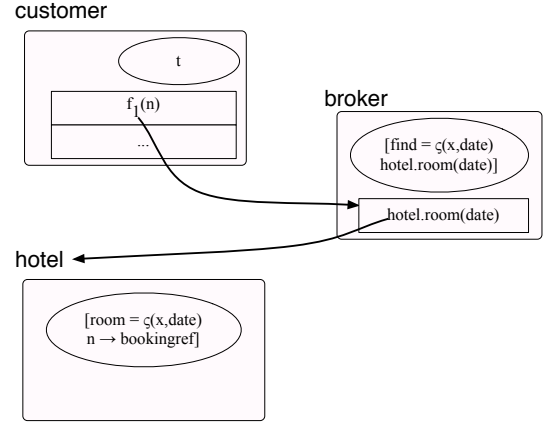 customer
t
f1(n)
...
broker
[find = ς(x,date)
hotel.room(date)]
hotel.room(date)
hotel
[room = ς(x,date)
n → bookingref]